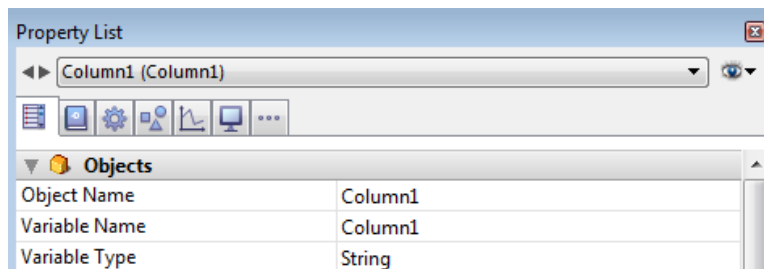 Property List
Column1 (Column1)
Objects
Object Name Column1
Variable Name Column1
Variable Type String